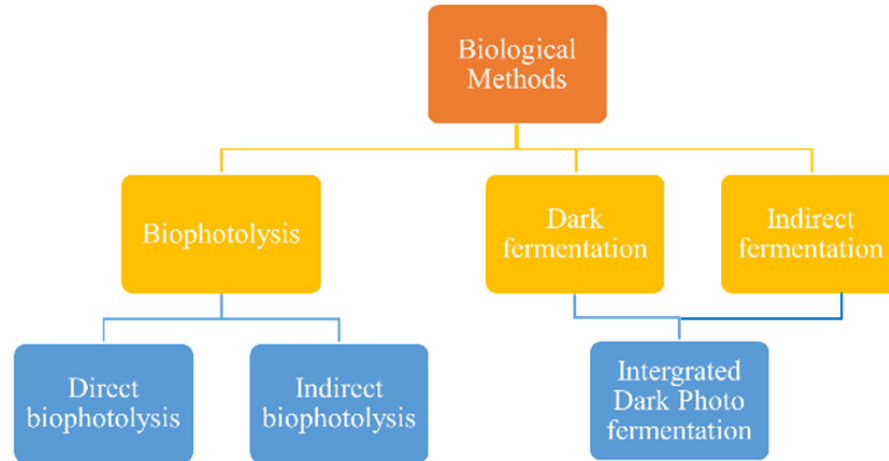 Biological
Methods
Biophotolysis
Dark
fermentation
Indirect
fermentation
Direct
biophotolysis
Indirect
biophotolysis
Intergrated
Dark Photo
fermentation